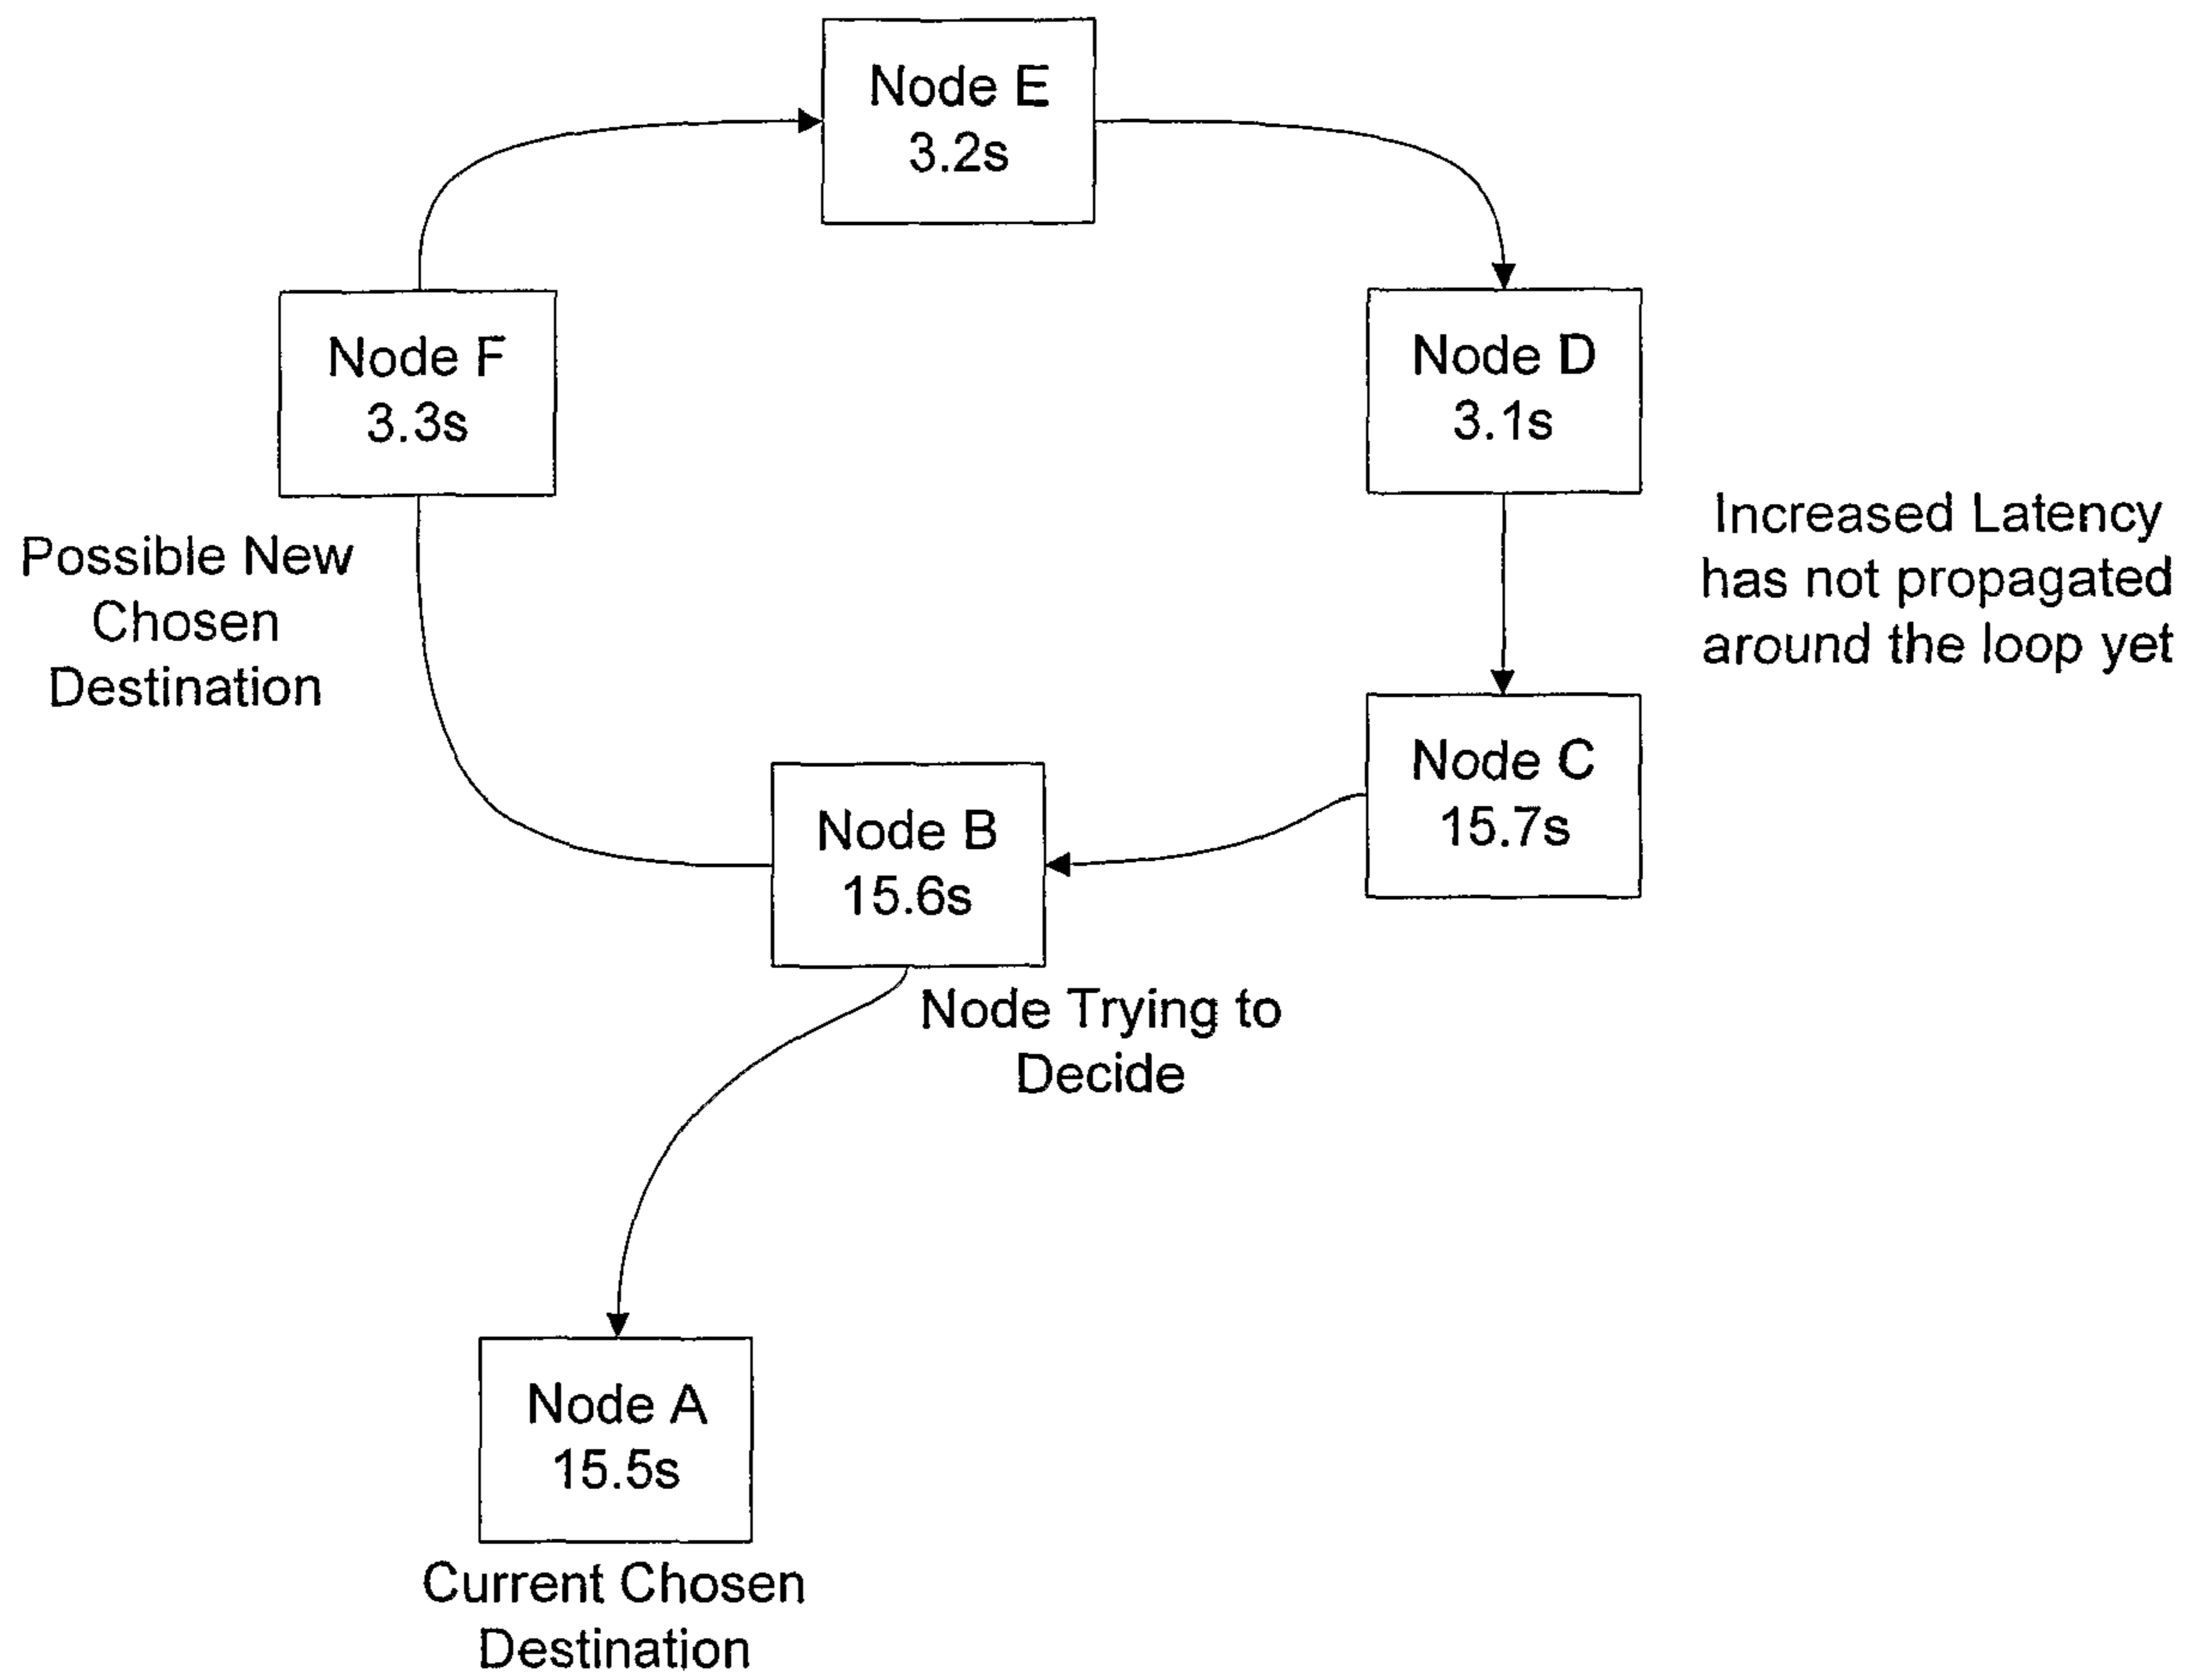 Node E
3.2s
Node F
3.3s
Node D
3.1s
Possible New
Chosen
Destination
Increased Latency
has not propagated
around the loop yet
Node C
15.7s
Node B
15.6s
Node Trying to
Decide
Node A
15.5s
Current Chosen
Destination